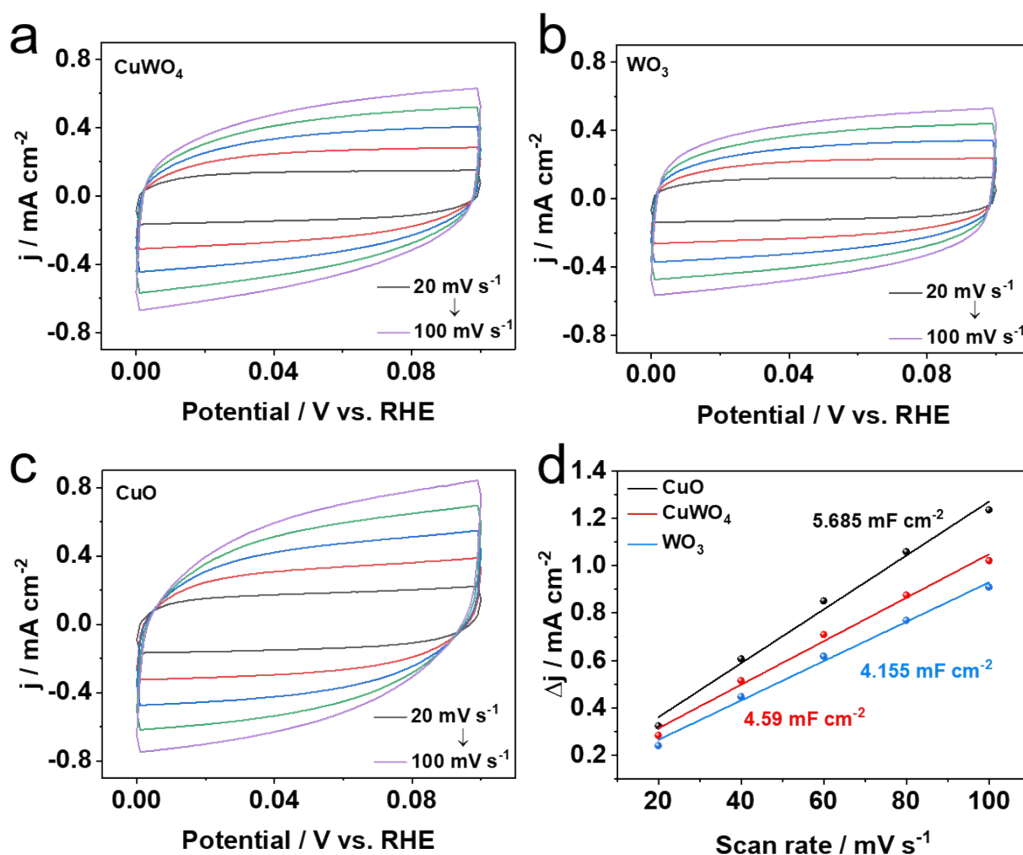 a
CuWO₄
0.8
0.4
0.0
-0.4
-0.8
j / mA cm⁻²
20 mV s⁻¹
↓
100 mV s⁻¹
0.00 0.04 0.08
Potential / V vs. RHE
b
WO₃
0.8
0.4
0.0
-0.4
-0.8
j / mA cm⁻²
20 mV s⁻¹
↓
100 mV s⁻¹
0.00 0.04 0.08
Potential / V vs. RHE
c
CuO
0.8
0.4
0.0
-0.4
-0.8
j / mA cm⁻²
20 mV s⁻¹
↓
100 mV s⁻¹
0.00 0.04 0.08
Potential / V vs. RHE
d
CuO
CuWO₄
WO₃
5.685 mF cm⁻²
4.155 mF cm⁻²
4.59 mF cm⁻²
1.4
1.2
1.0
0.8
0.6
0.4
0.2
Δj / mA cm⁻²
20 40 60 80 100
Scan rate / mV s⁻¹